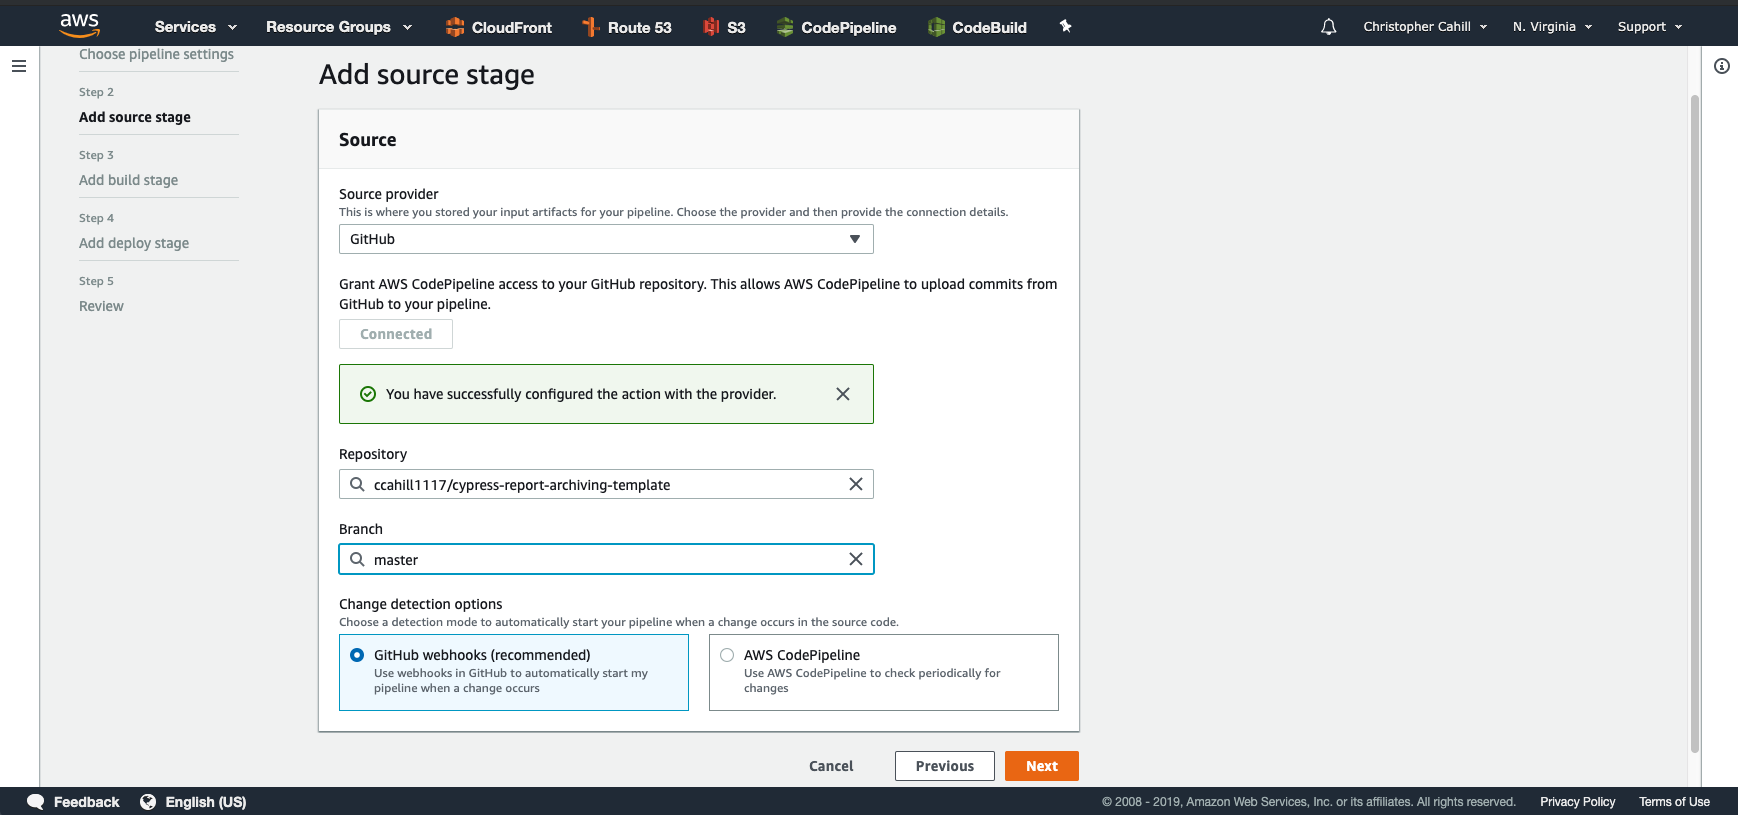 aws
Services
Resource Groups
CloudFront
Route 53
S3
CodePipeline
CodeBuild
Christopher Cahill
N. Virginia
Support
Choose pipeline settings
Step 2
Add source stage
Step 3
Add build stage
Step 4
Add deploy stage
Step 5
Review
Add source stage
Source
Source provider
This is where you stored your input artifacts for your pipeline. Choose the provider and then provide the connection details.
GitHub
Grant AWS CodePipeline access to your GitHub repository. This allows AWS CodePipeline to upload commits from
GitHub to your pipeline.
Connected
You have successfully configured the action with the provider.
Repository
ccahill1117/cypress-report-archiving-template
Branch
master
Change detection options
Choose a detection mode to automatically start your pipeline when a change occurs in the source code.
GitHub webhooks (recommended)
Use webhooks in GitHub to automatically start my
pipeline when a change occurs
AWS CodePipeline
Use AWS CodePipeline to check periodically for
changes
Cancel
Previous
Next
Feedback
English (US)
© 2008 - 2019, Amazon Web Services, Inc. or its affiliates. All rights reserved.
Privacy Policy
Terms of Use